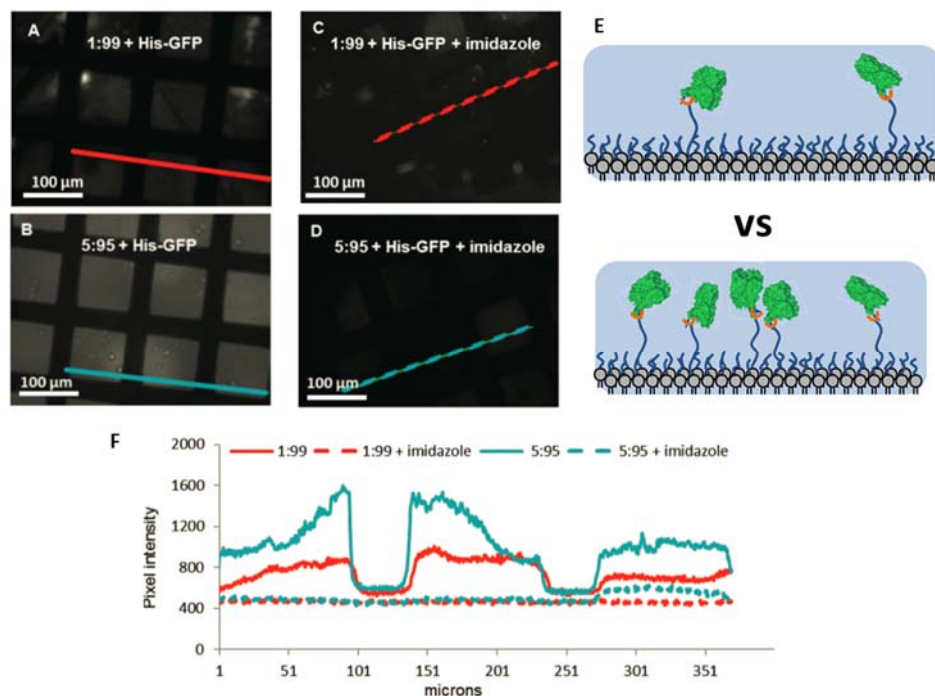 A
1:99 + His-GFP
100 µm
C
1:99 + His-GFP + imidazole
100 µm
B
5:95 + His-GFP
100 µm
D
5:95 + His-GFP + imidazole
100 µm
E
VS
F
1:99 1:99 + imidazole 5:95 5:95 + imidazole
Pixel intensity
2000
1600
1200
800
400
0
1 51 101 151 201 251 301 351
microns